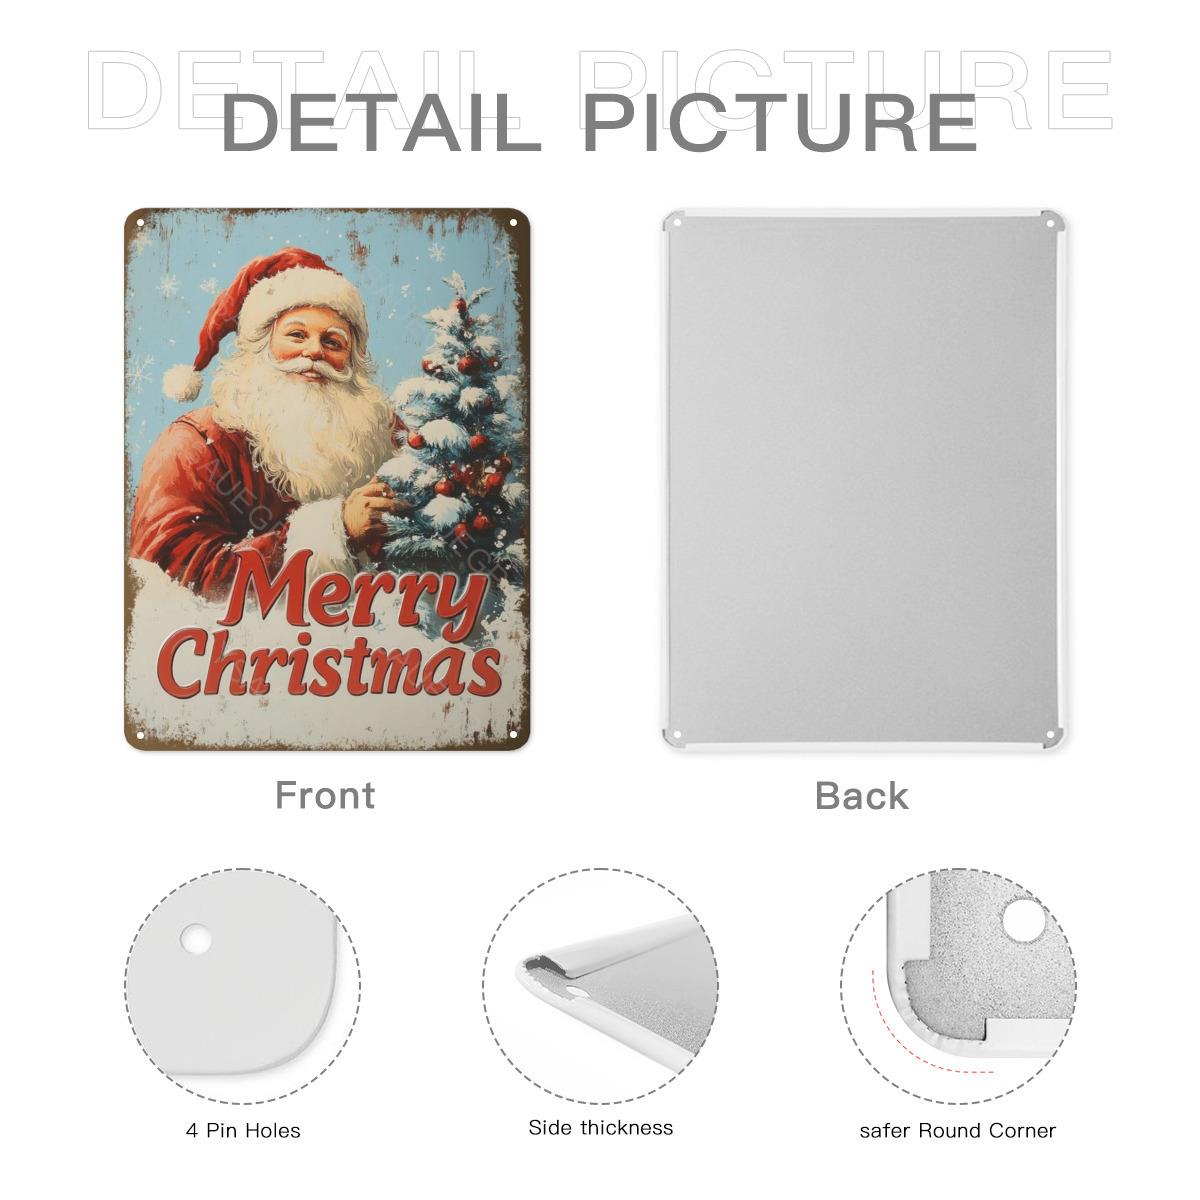 DETAIL PICTURE
DETAIL PICTURE
Merry
Christmas
Front
Back
4 Pin Holes
Side thickness
safer Round Corner